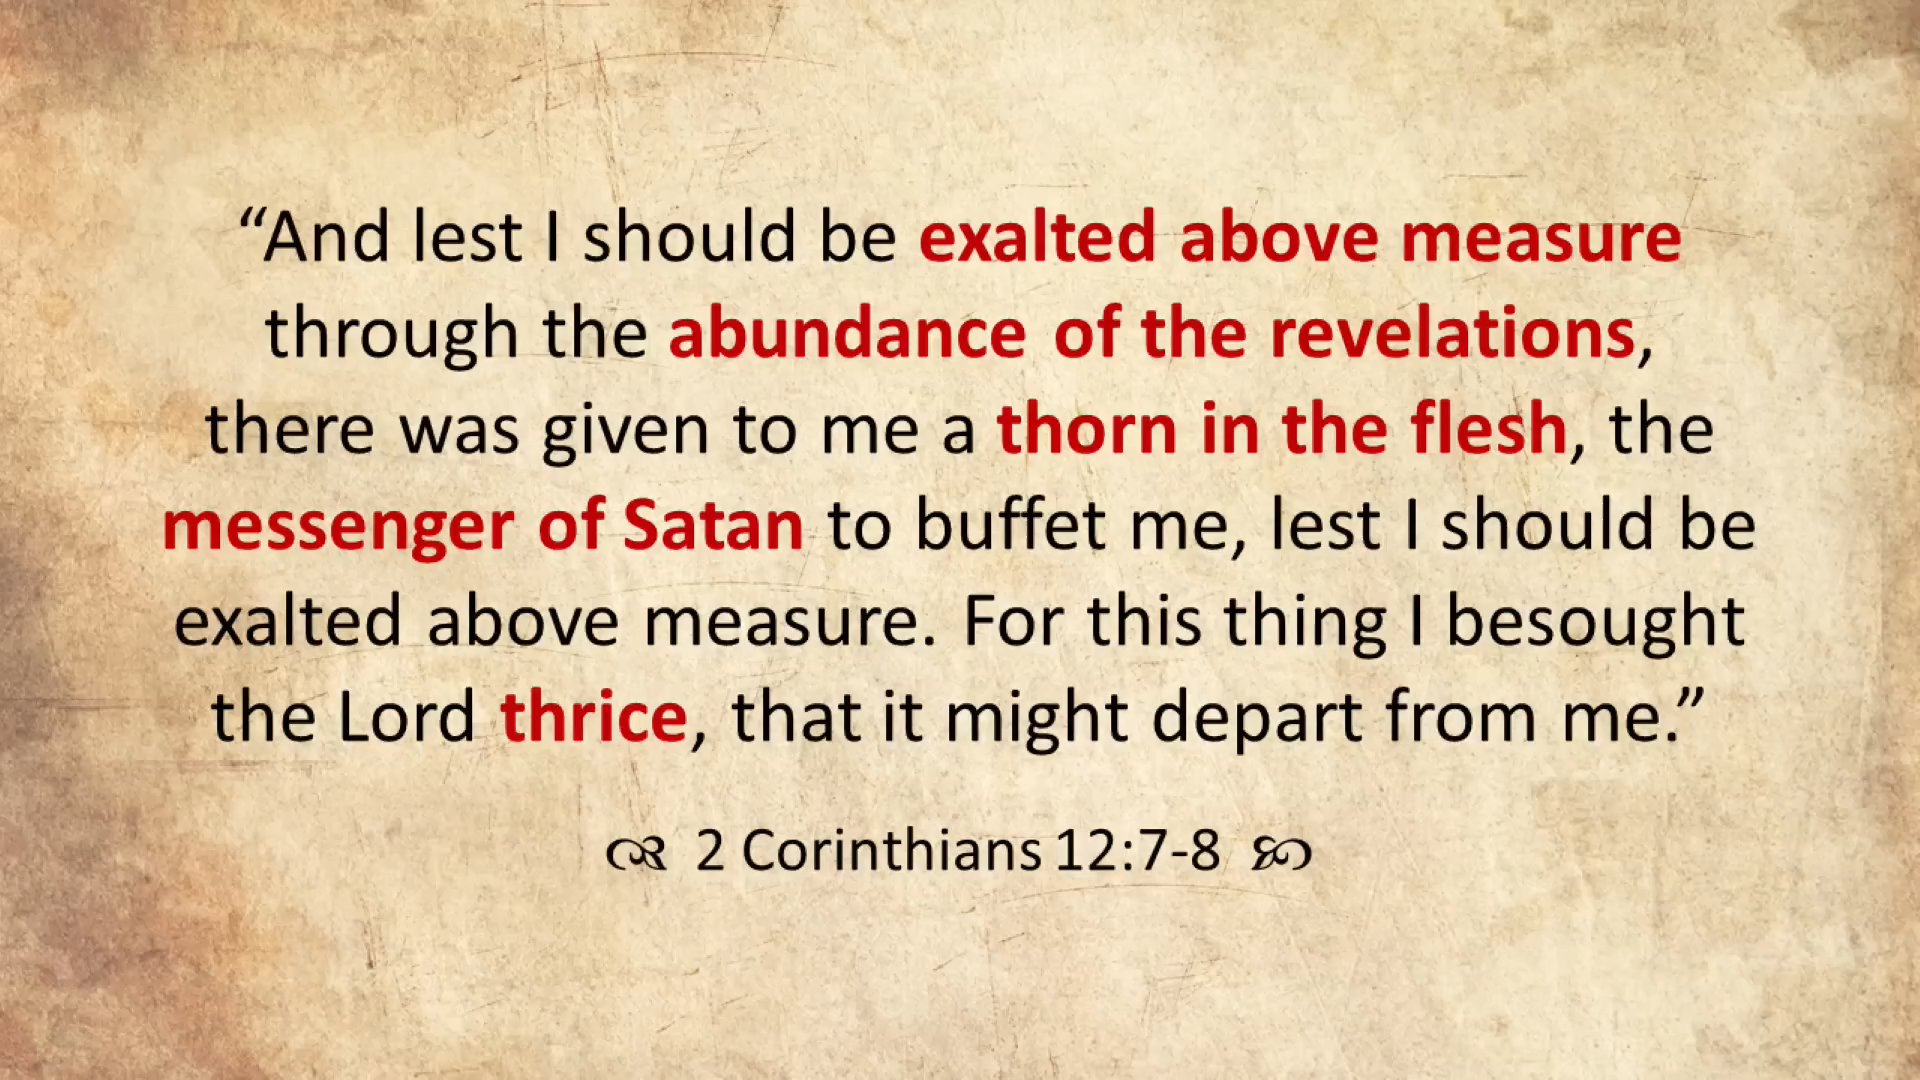 “And lest I should be exalted above measure
through the abundance of the revelations,
there was given to me a thorn in the flesh, the
messenger of Satan to buffet me, lest I should be
exalted above measure. For this thing I besought
the Lord thrice, that it might depart from me.”
2 Corinthians 12:7-8